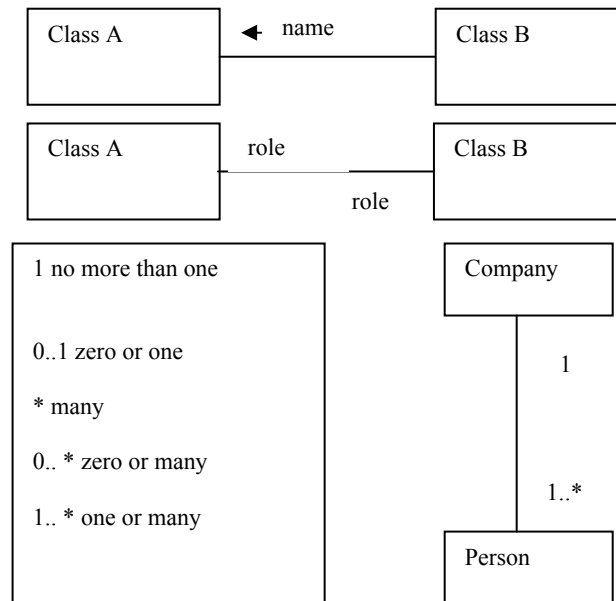 Class A
name
Class B
Class A
role
Class B
role
1 no more than one
0..1 zero or one
* many
0.. * zero or many
1.. * one or many
Company
1
1..*
Person